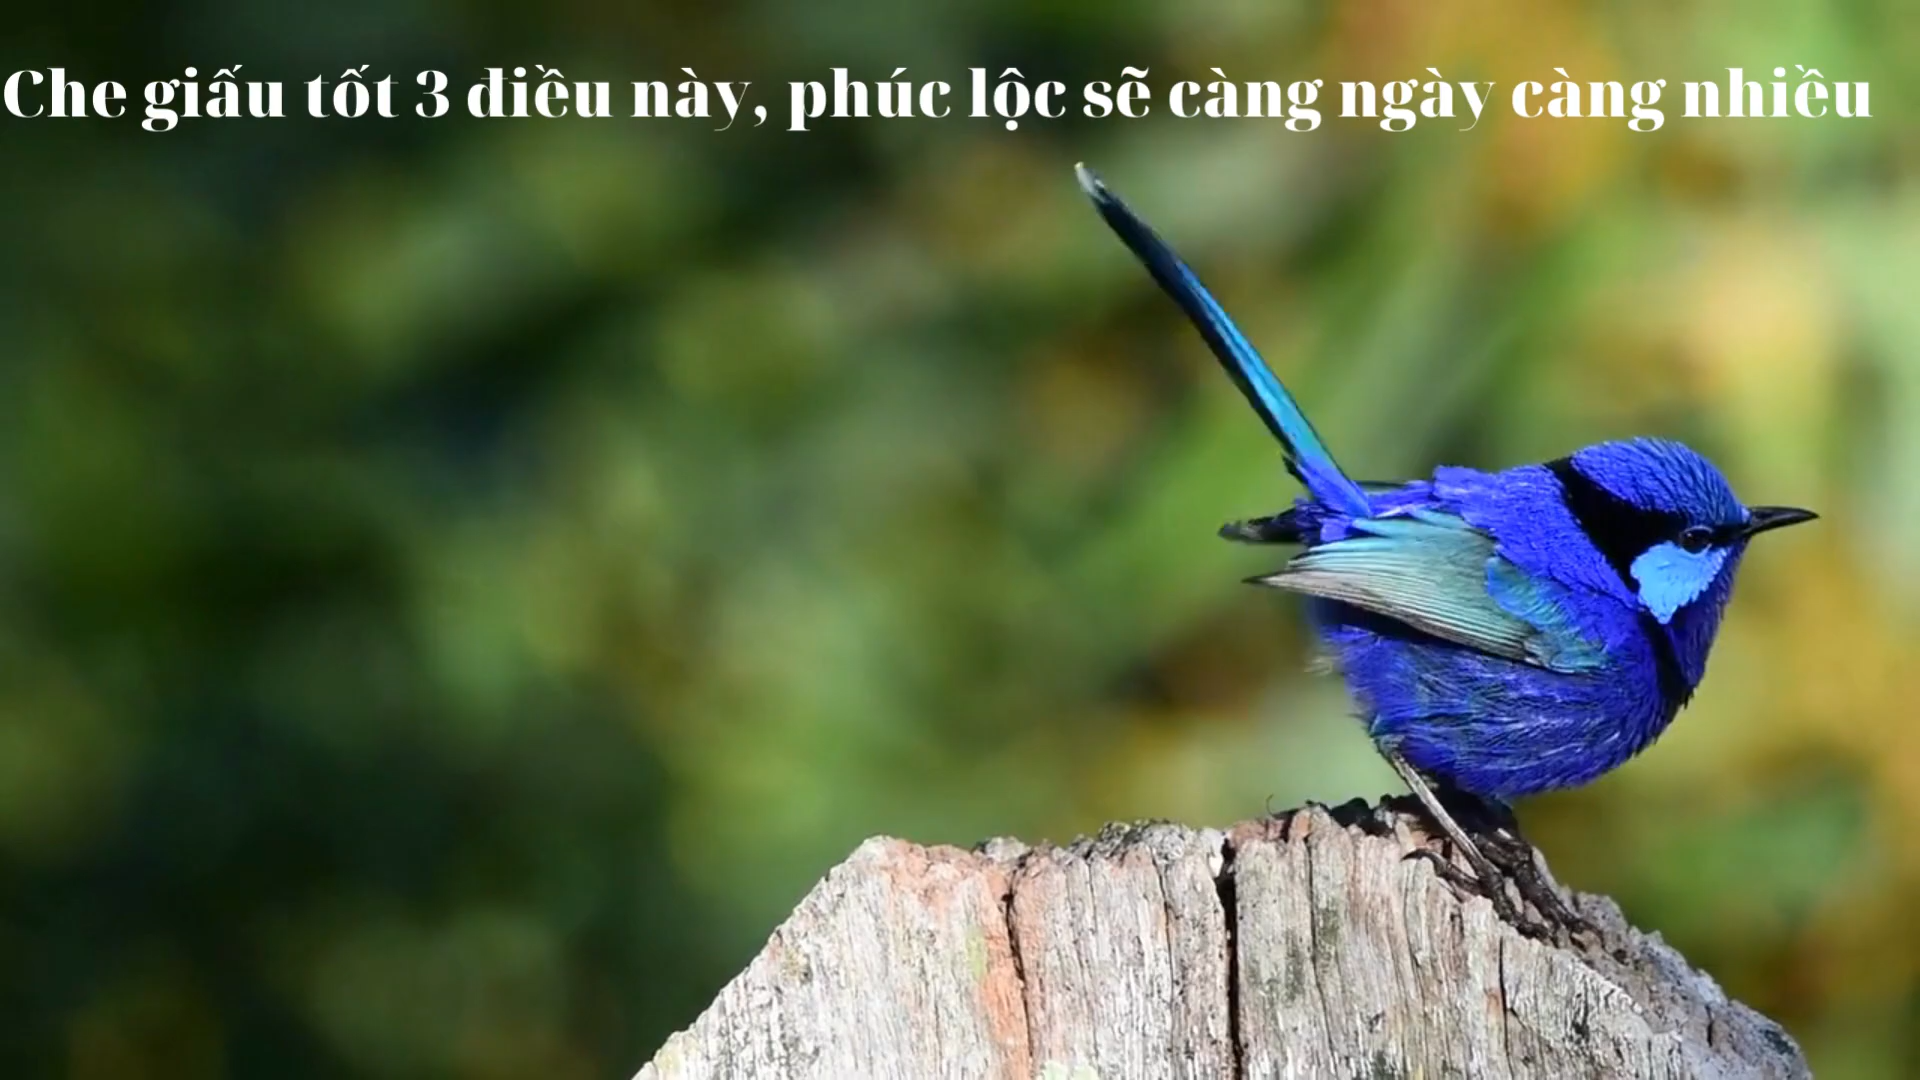 Che giấu tốt 3 điều này, phúc lộc sẽ càng ngày càng nhiều